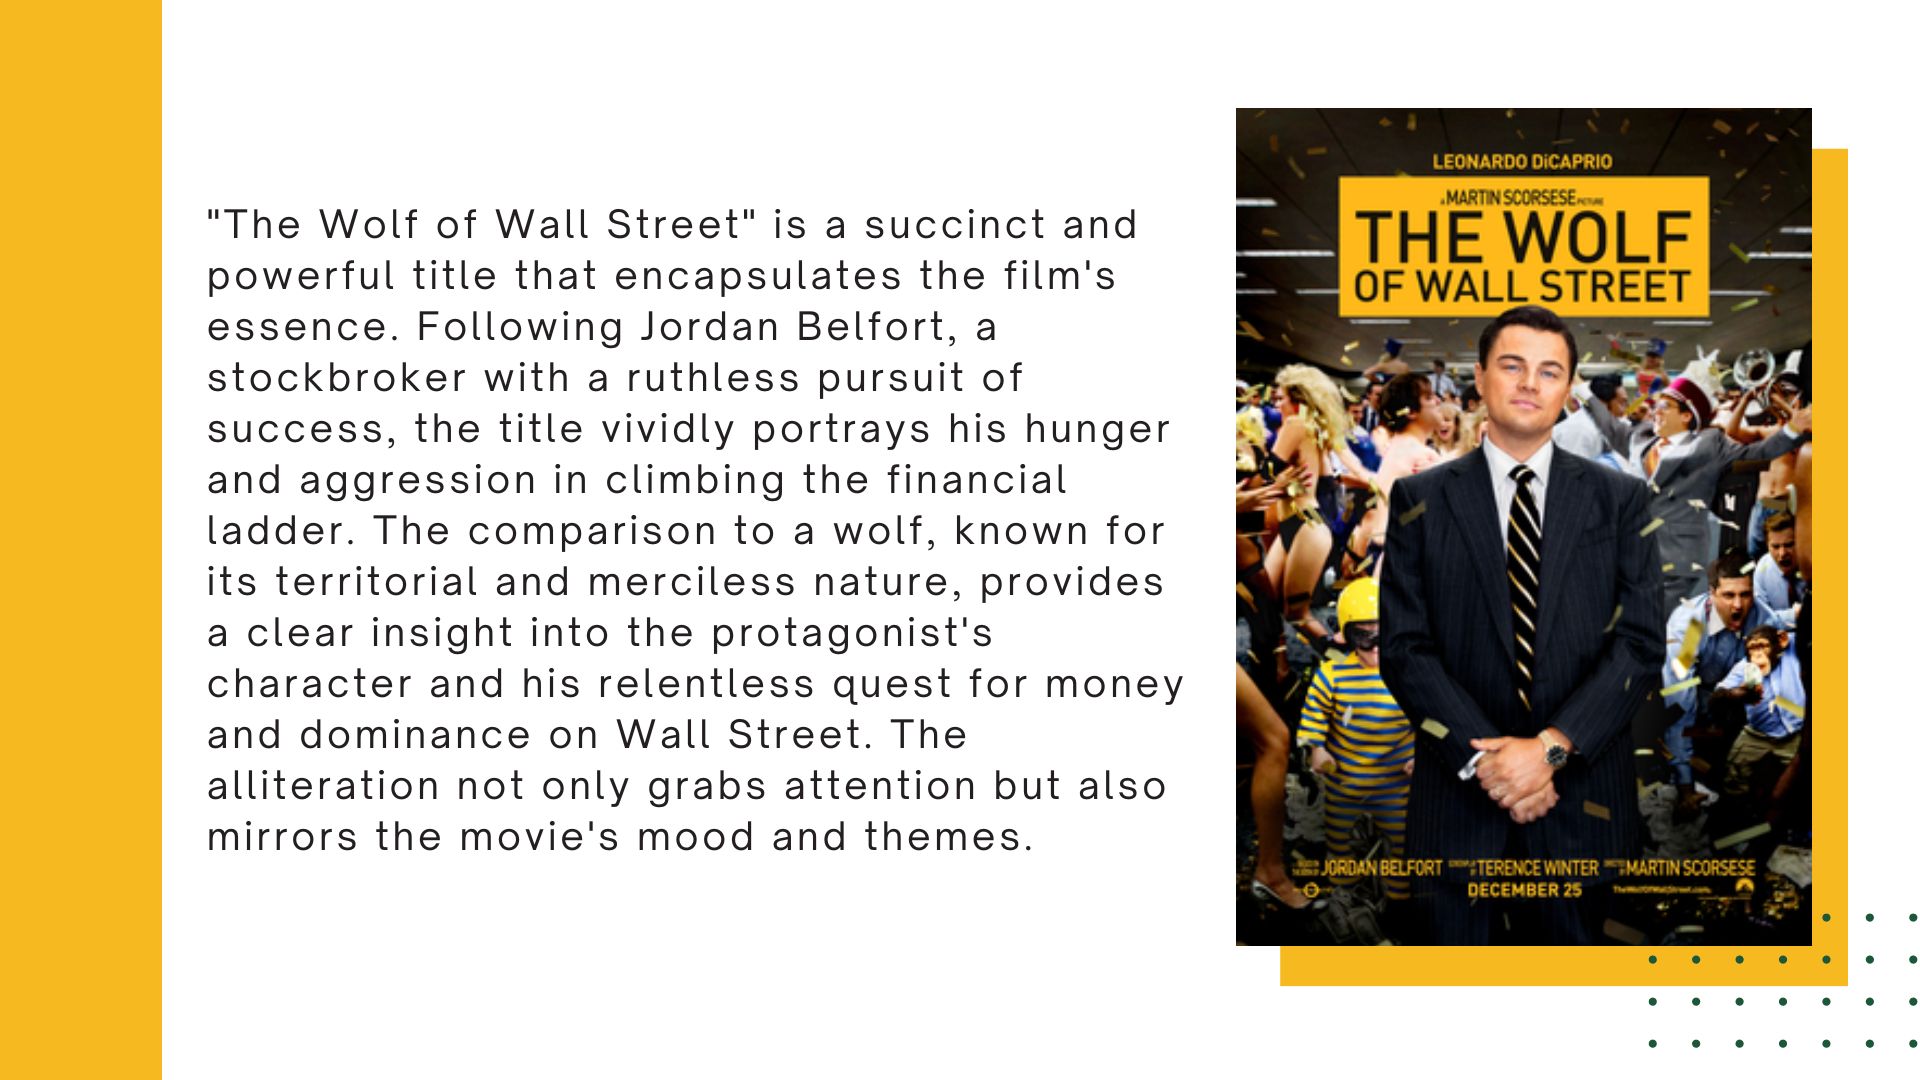 "The Wolf of Wall Street" is a succinct and
powerful title that encapsulates the film's
essence. Following Jordan Belfort, a
stockbroker with a ruthless pursuit of
success, the title vividly portrays his hunger
and aggression in climbing the financial
ladder. The comparison to a wolf, known for
its territorial and merciless nature, provides
a clear insight into the protagonist's
character and his relentless quest for money
and dominance on Wall Street. The
alliteration not only grabs attention but also
mirrors the movie's mood and themes.
LEONARDO DiCAPRIO
A MARTIN SCORSESE PICTURE
THE WOLF
OF WALL STREET
JORDAN BELFORT TERENCE WINTER MARTIN SCORSESE
DECEMBER 25
TheWolfOfWallStreet.com